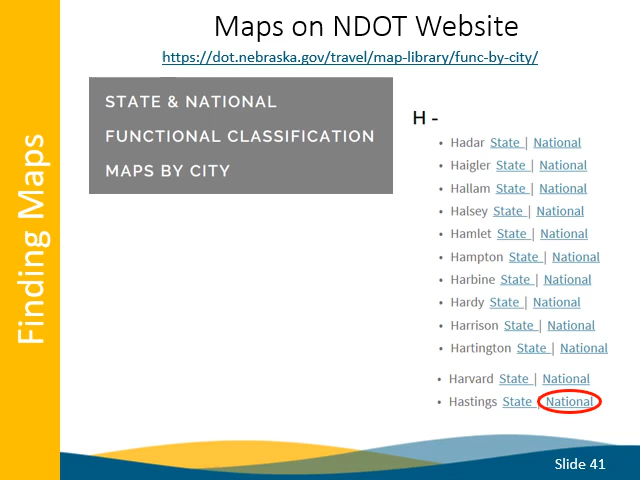 Maps on NDOT Website
https://dot.nebraska.gov/travel/map-library/func-by-city/
Finding Maps
STATE & NATIONAL
FUNCTIONAL CLASSIFICATION
MAPS BY CITY
H -
• Hadar State | National
• Haigler State | National
• Hallam State | National
• Halsey State | National
• Hamlet State | National
• Hampton State | National
• Harbine State | National
• Hardy State | National
• Harrison State | National
• Hartington State | National
• Harvard State | National
• Hastings State | National
Slide 41